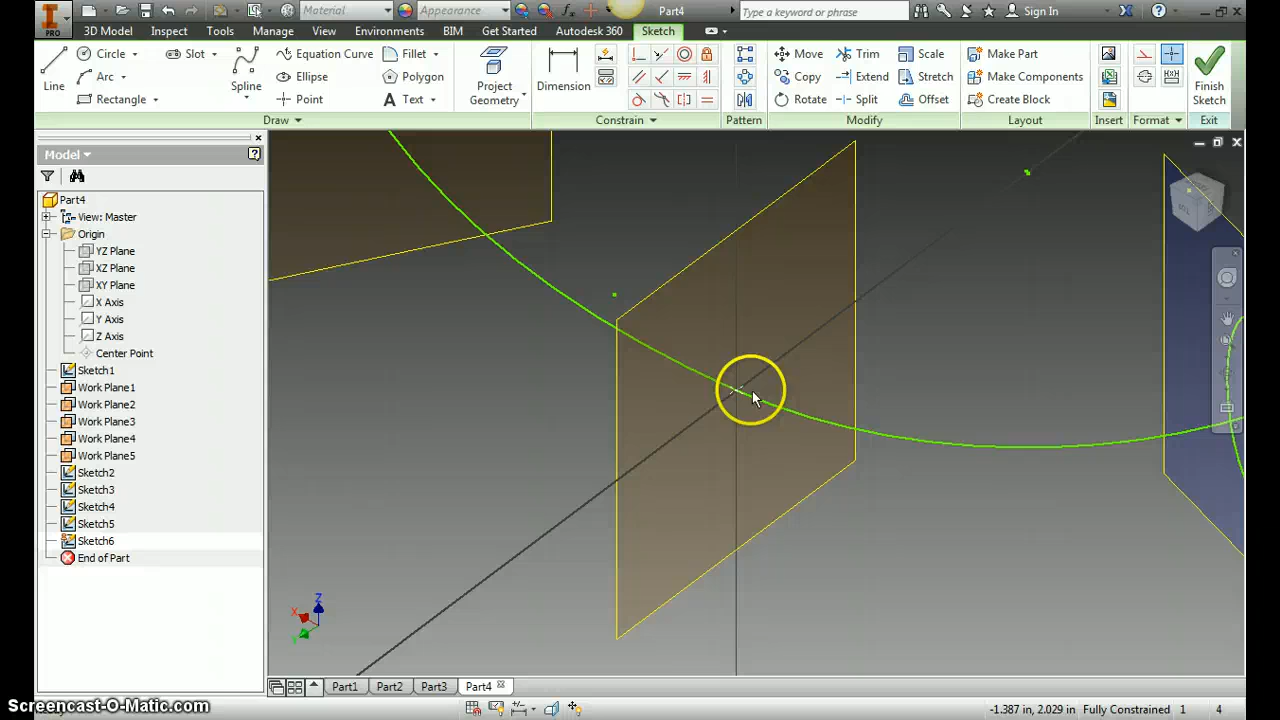 Material
Appearance
Part4
Type a keyword or phrase
Sign In
PRO
3D Model
Inspect
Tools
Manage
View
Environments
BIM
Get Started
Autodesk 360
Sketch
Line
Circle
Arc
Rectangle
Slot
Spline
Equation Curve
Ellipse
Point
Fillet
Polygon
Text
Project
Geometry
Dimension
Move
Copy
Rotate
Trim
Extend
Split
Scale
Stretch
Offset
Make Part
Make Components
Create Block
Finish
Sketch
Draw
Constrain
Pattern
Modify
Layout
Insert
Format
Exit
Model
Part4
View: Master
Origin
YZ Plane
XZ Plane
XY Plane
X Axis
Y Axis
Z Axis
Center Point
Sketch1
Work Plane1
Work Plane2
Work Plane3
Work Plane4
Work Plane5
Sketch2
Sketch3
Sketch4
Sketch5
Sketch6
End of Part
Z
X
Y
Part1
Part2
Part3
Part4
Screencast-O-Matic.com
-1.387 in, 2.029 in
Fully Constrained
1
4